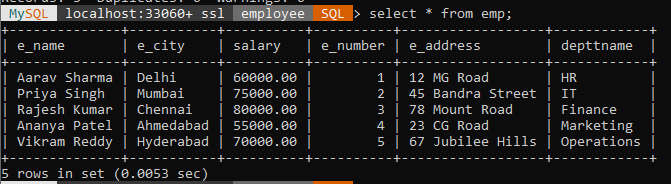 Records: 5  Duplicates: 0  Warnings: 0
MySQL  localhost:33060+ ssl  employee  SQL > select * from emp;
+--------------+-----------+----------+----------+------------------+------------+
| e_name       | e_city    | salary   | e_number | e_address        | depttname  |
+--------------+-----------+----------+----------+------------------+------------+
| Aarav Sharma | Delhi     | 60000.00 |        1 | 12 MG Road       | HR         |
| Priya Singh  | Mumbai    | 75000.00 |        2 | 45 Bandra Street | IT         |
| Rajesh Kumar | Chennai   | 80000.00 |        3 | 78 Mount Road    | Finance    |
| Ananya Patel | Ahmedabad | 55000.00 |        4 | 23 CG Road       | Marketing  |
| Vikram Reddy | Hyderabad | 70000.00 |        5 | 67 Jubilee Hills | Operations |
+--------------+-----------+----------+----------+------------------+------------+
5 rows in set (0.0053 sec)